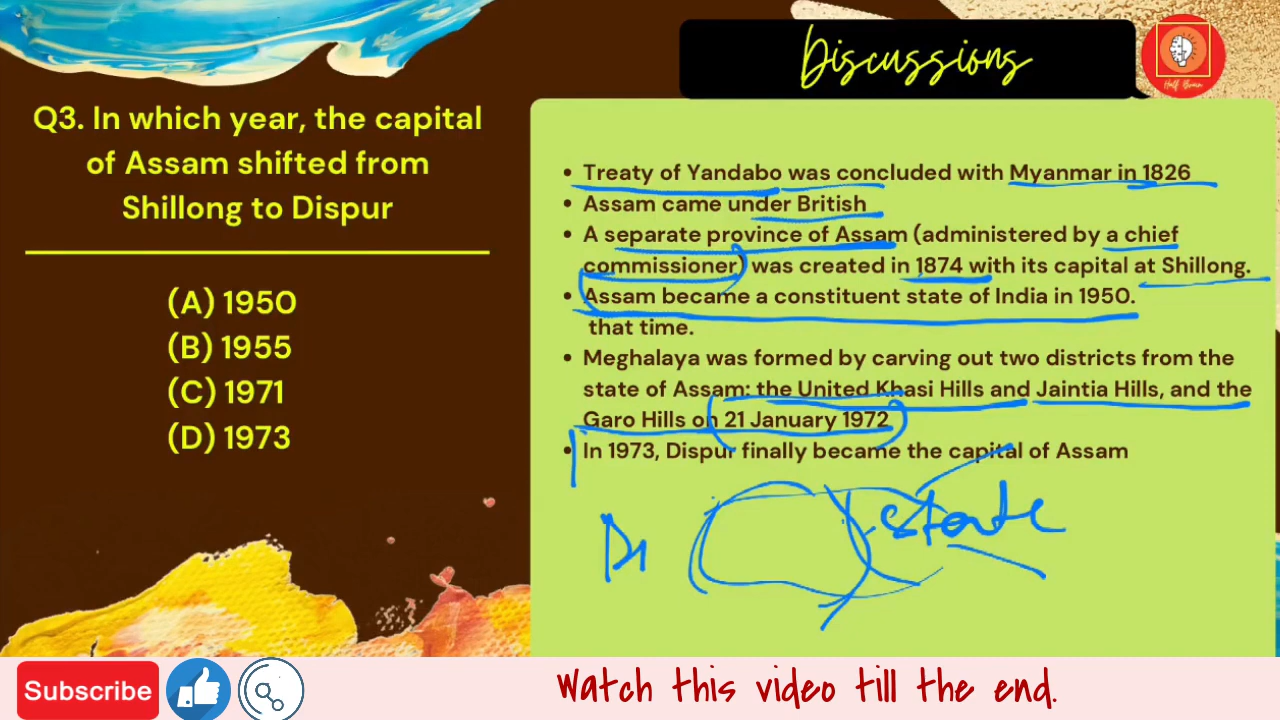 Discussions
Half Brain
Q3. In which year, the capital
of Assam shifted from
Shillong to Dispur
(A) 1950
(B) 1955
(C) 1971
(D) 1973
• Treaty of Yandabo was concluded with Myanmar in 1826
• Assam came under British
• A separate province of Assam (administered by a chief
commissioner) was created in 1874 with its capital at Shillong.
• Assam became a constituent state of India in 1950.
that time.
• Meghalaya was formed by carving out two districts from the
state of Assam: the United Khasi Hills and Jaintia Hills, and the
Garo Hills on 21 January 1972
• In 1973, Dispur finally became the capital of Assam
state
Subscribe
Watch this video till the end.